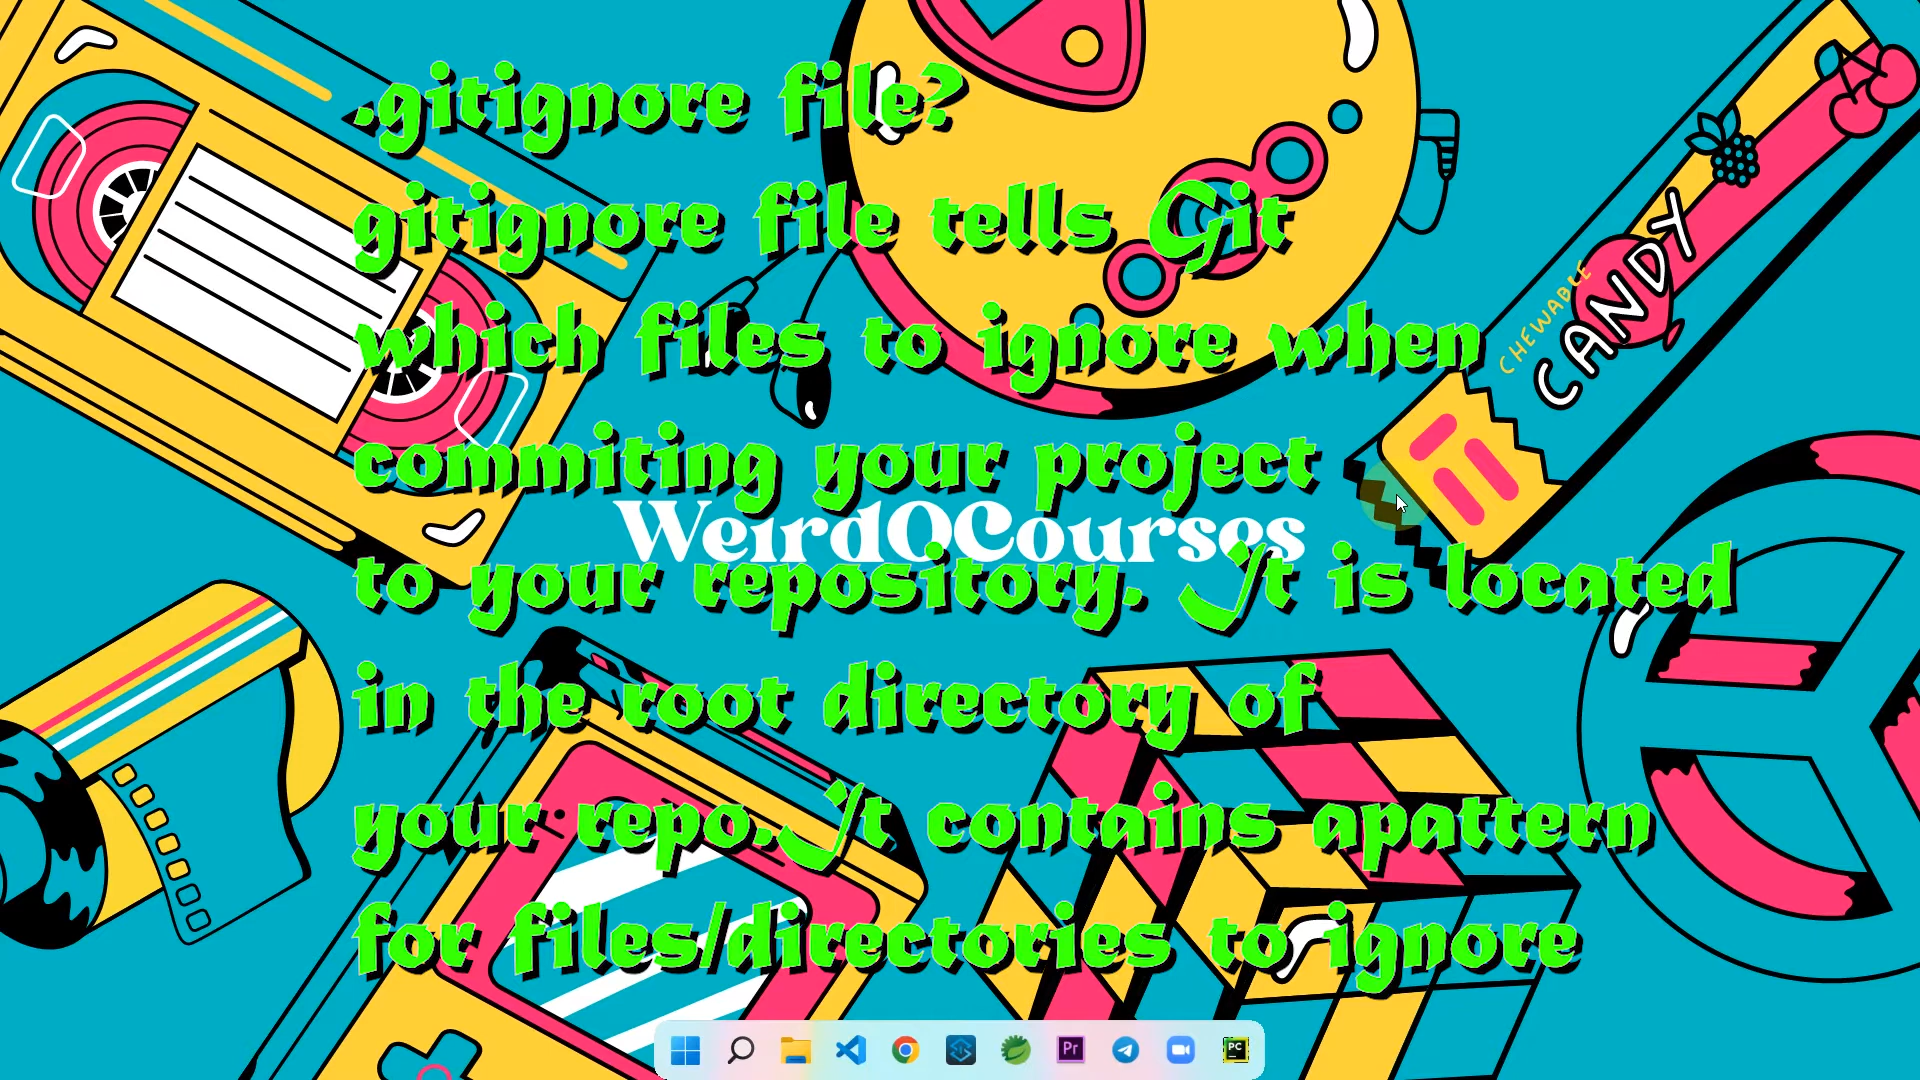 .gitignore file?
gitignore file tells Git
which files to ignore when
commiting your project
WeirdOCourses
to your repository. It is located
in the root directory of
your repo.It contains apattern
for files/directories to ignore
CHEWABLE
CANDY
Pr
PC